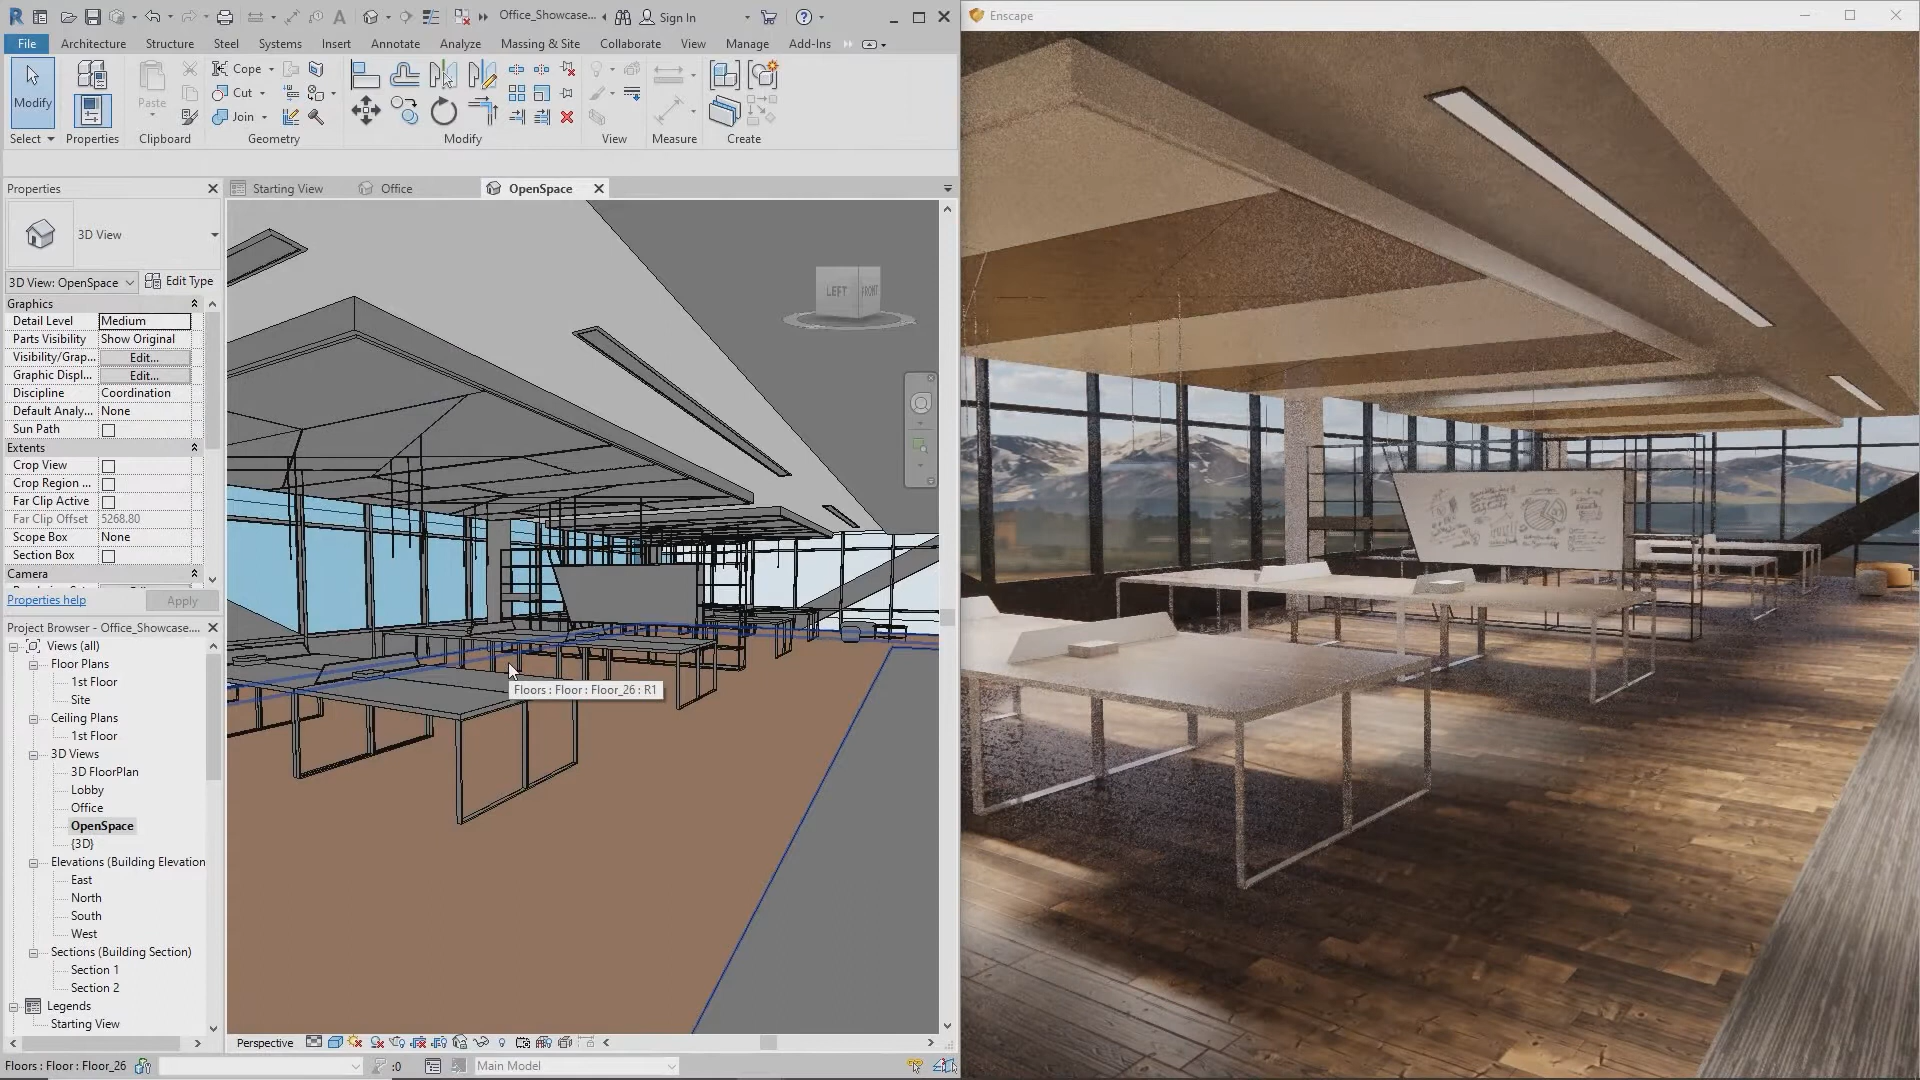 Office_Showcase...
Sign In
Enscape
File
Architecture
Structure
Steel
Systems
Insert
Annotate
Analyze
Massing & Site
Collaborate
View
Manage
Add-Ins
Modify
Paste
Cope
Cut
Join
Select
Properties
Clipboard
Geometry
Modify
View
Measure
Create
Properties
Starting View
Office
OpenSpace
3D View
3D View: OpenSpace
Edit Type
Graphics
Detail Level Medium
Parts Visibility Show Original
Visibility/Grap... Edit...
Graphic Displ... Edit...
Discipline Coordination
Default Analy... None
Sun Path
Extents
Crop View
Crop Region ...
Far Clip Active
Far Clip Offset 5268.80
Scope Box None
Section Box
Camera
Properties help
Apply
Project Browser - Office_Showcase....
Views (all)
Floor Plans
1st Floor
Site
Ceiling Plans
1st Floor
3D Views
3D FloorPlan
Lobby
Office
OpenSpace
{3D}
Elevations (Building Elevation
East
North
South
West
Sections (Building Section)
Section 1
Section 2
Legends
Starting View
LEFT
FRONT
Floors : Floor : Floor_26 : R1
Perspective
Floors : Floor : Floor_26
:0
Main Model